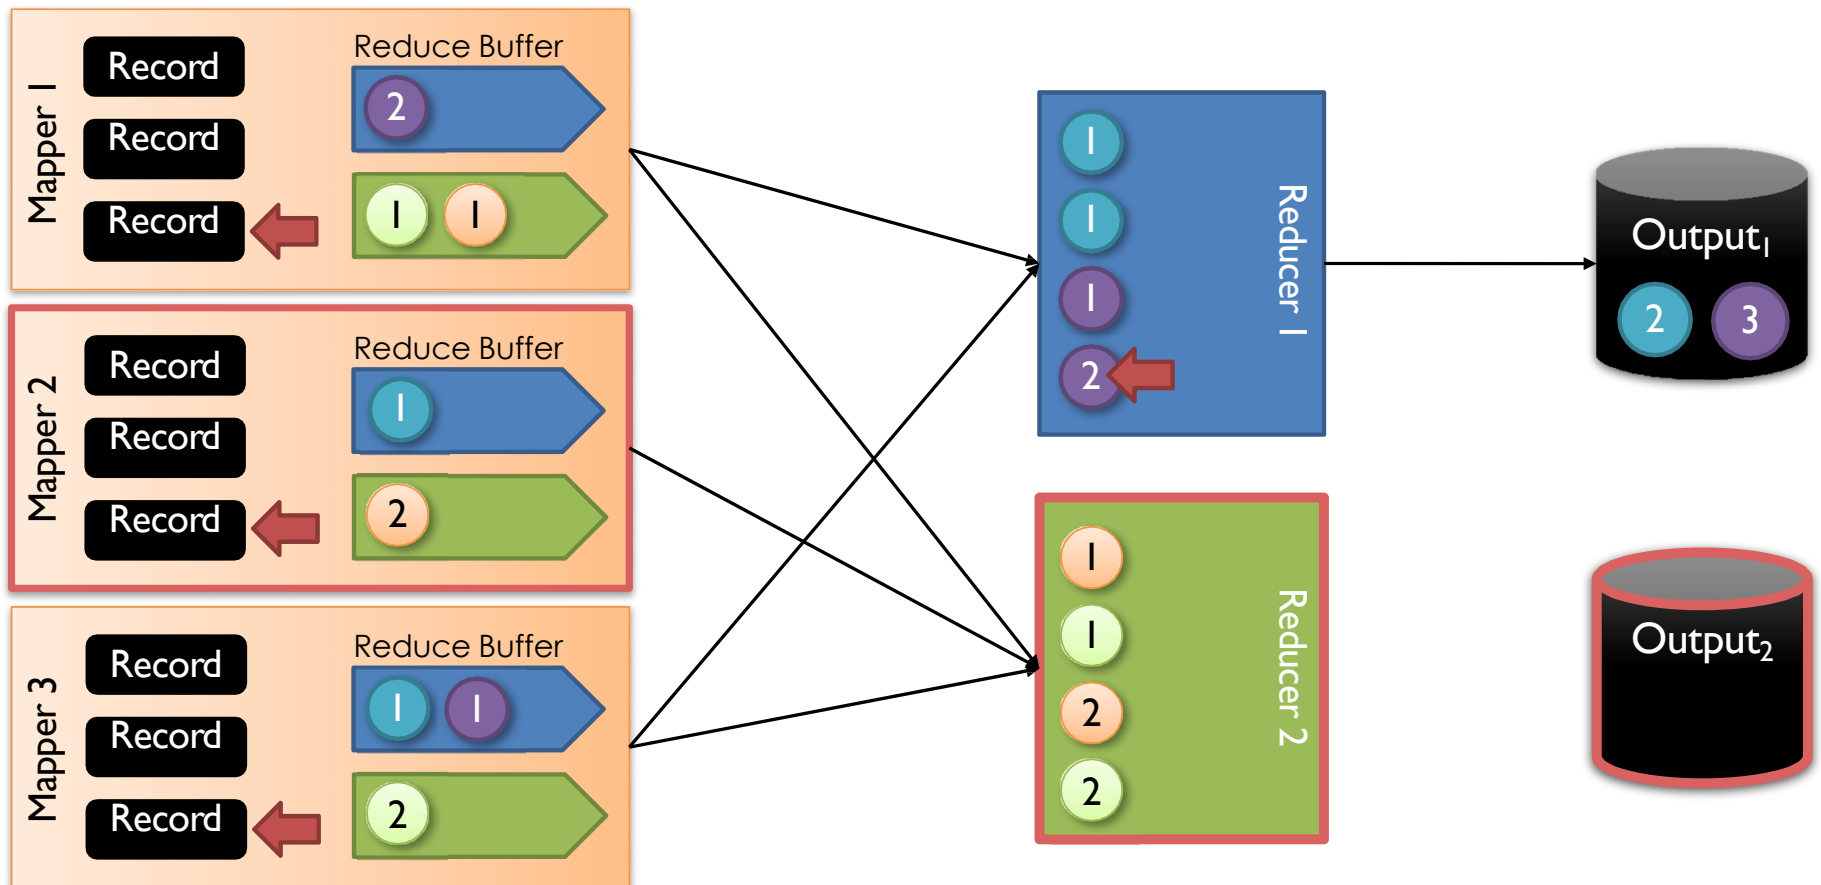 Mapper 1
Record
Record
Record
Reduce Buffer
2
1 1
Mapper 2
Record
Record
Record
Reduce Buffer
1
2
Mapper 3
Record
Record
Record
Reduce Buffer
1 1
2
Reducer 1
1
1
1
2
Reducer 2
1
1
2
2
Output1
2 3
Output2